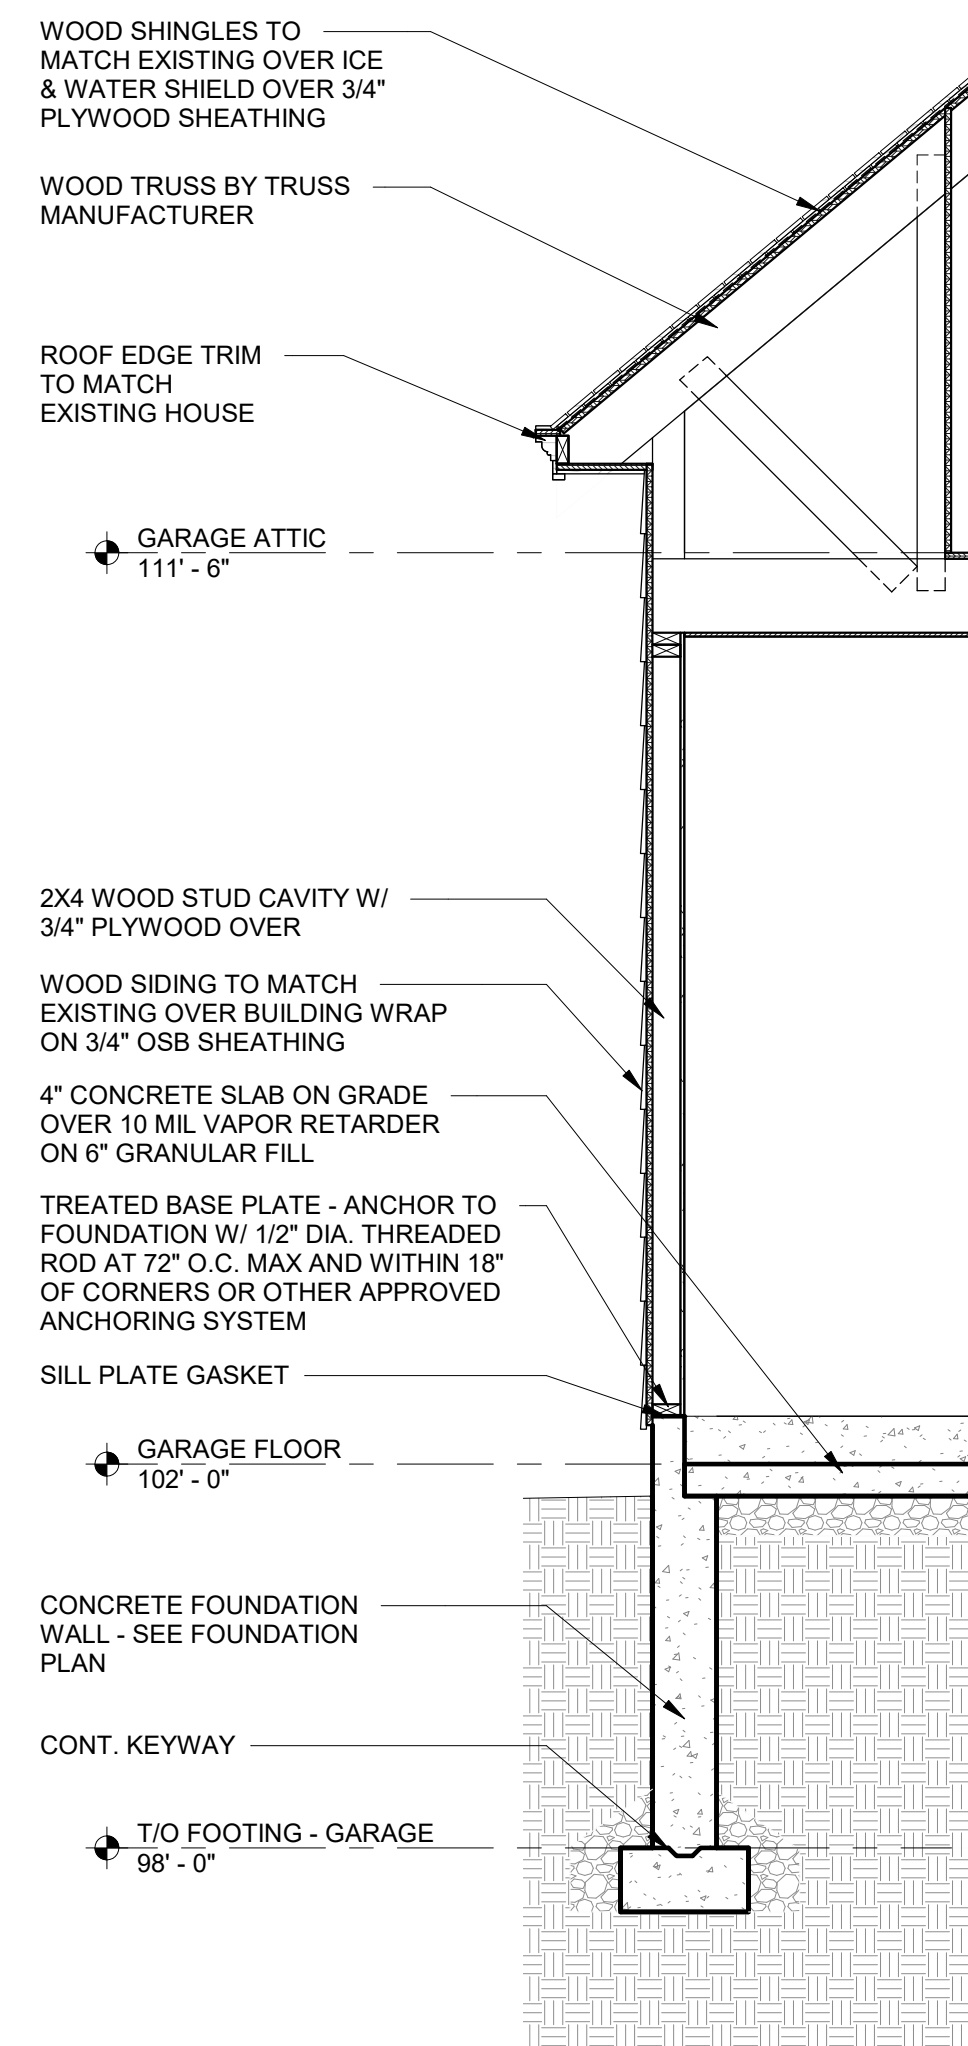 WOOD SHINGLES TO
MATCH EXISTING OVER ICE
& WATER SHIELD OVER 3/4"
PLYWOOD SHEATHING
WOOD TRUSS BY TRUSS
MANUFACTURER
ROOF EDGE TRIM
TO MATCH
EXISTING HOUSE
GARAGE ATTIC
111' - 6"
2X4 WOOD STUD CAVITY W/
3/4" PLYWOOD OVER
WOOD SIDING TO MATCH
EXISTING OVER BUILDING WRAP
ON 3/4" OSB SHEATHING
4" CONCRETE SLAB ON GRADE
OVER 10 MIL VAPOR RETARDER
ON 6" GRANULAR FILL
TREATED BASE PLATE - ANCHOR TO
FOUNDATION W/ 1/2" DIA. THREADED
ROD AT 72" O.C. MAX AND WITHIN 18"
OF CORNERS OR OTHER APPROVED
ANCHORING SYSTEM
SILL PLATE GASKET
GARAGE FLOOR
102' - 0"
CONCRETE FOUNDATION
WALL - SEE FOUNDATION
PLAN
CONT. KEYWAY
T/O FOOTING - GARAGE
98' - 0"